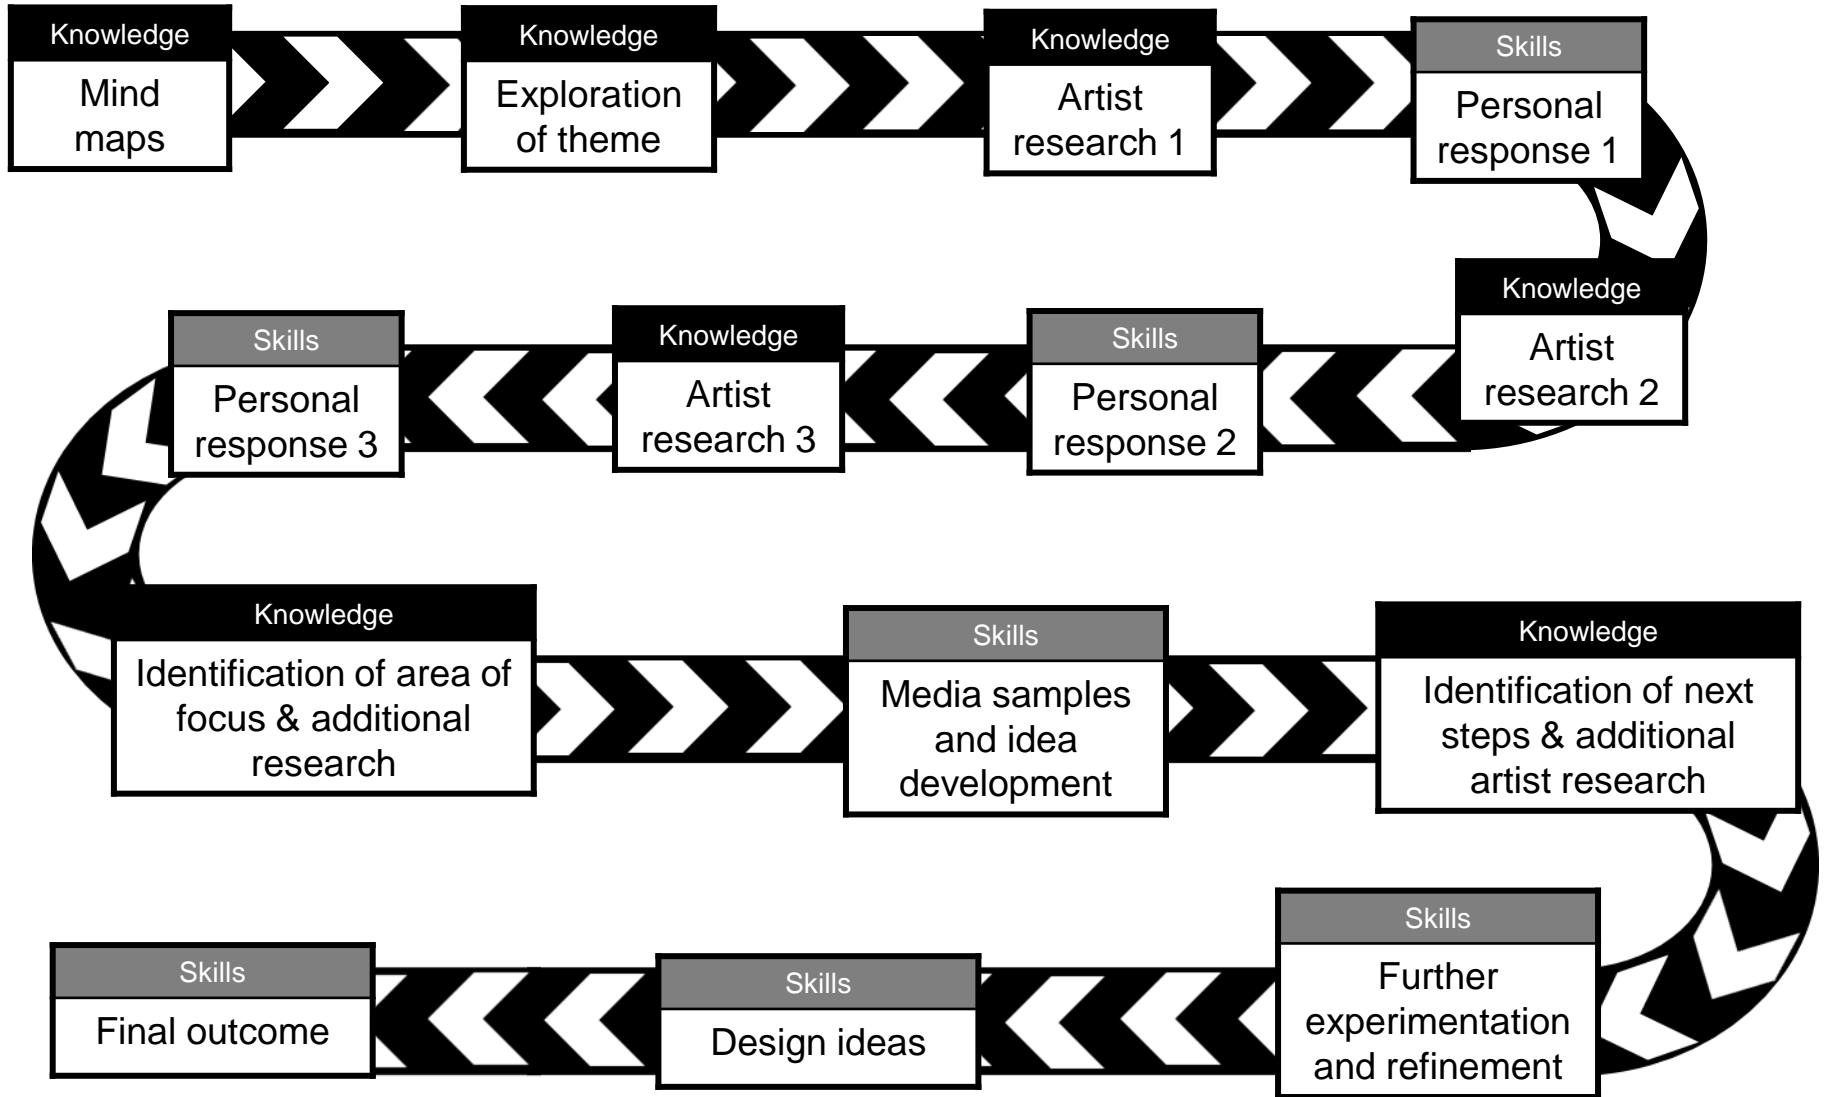 Knowledge
Mind
maps
Knowledge
Exploration
of theme
Knowledge
Artist
research 1
Skills
Personal
response 1
Knowledge
Artist
research 2
Skills
Personal
response 2
Knowledge
Artist
research 3
Skills
Personal
response 3
Knowledge
Identification of area of
focus & additional
research
Skills
Media samples
and idea
development
Knowledge
Identification of next
steps & additional
artist research
Skills
Further
experimentation
and refinement
Skills
Design ideas
Skills
Final outcome